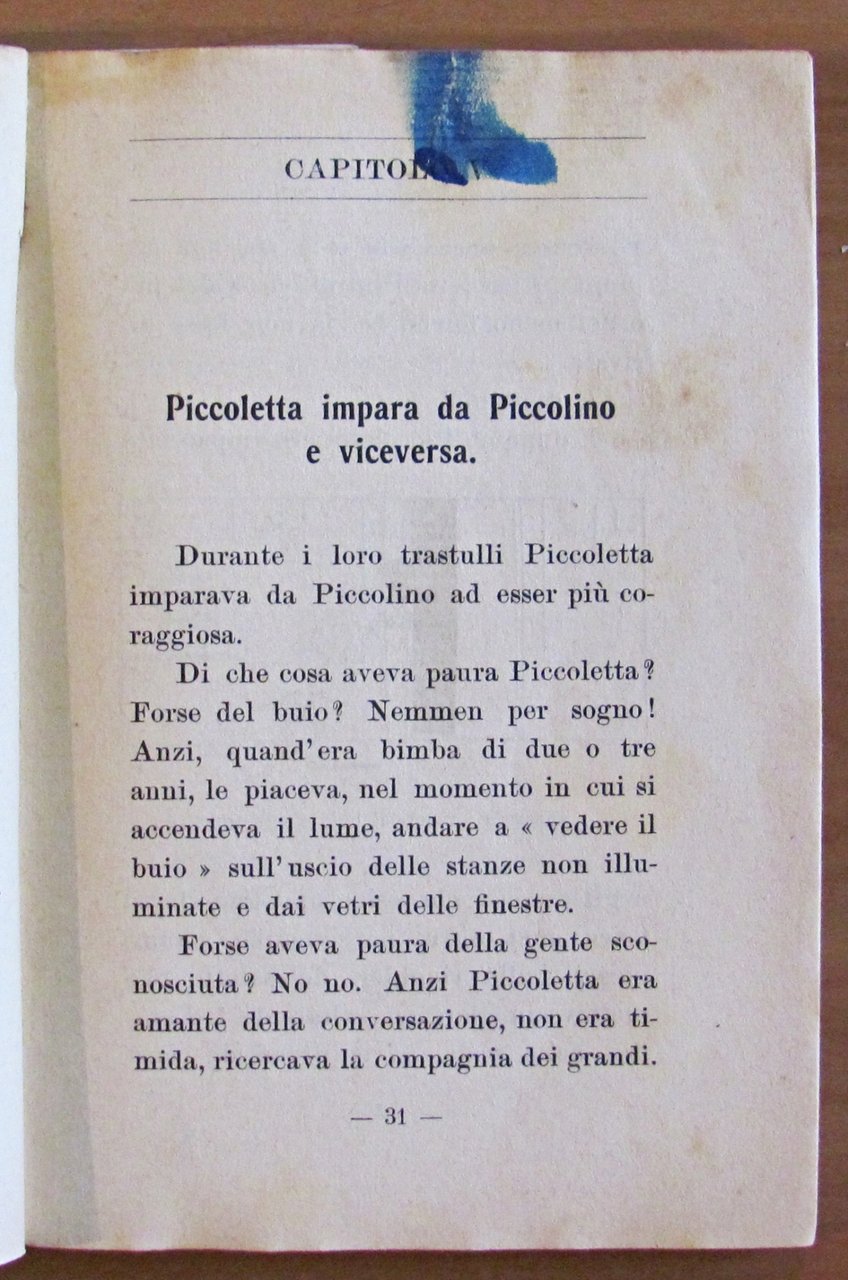 CAPITOLO V
Piccoletta impara da Piccolino
e viceversa.
Durante i loro trastulli Piccoletta
imparava da Piccolino ad esser più co-
raggiosa.
Di che cosa aveva paura Piccoletta?
Forse del buio? Nemmen per sogno!
Anzi, quand'era bimba di due o tre
anni, le piaceva, nel momento in cui si
accendeva il lume, andare a « vedere il
buio » sull'uscio delle stanze non illu-
minate e dai vetri delle finestre.
Forse aveva paura della gente sco-
nosciuta? No no. Anzi Piccoletta era
amante della conversazione, non era ti-
mida, ricercava la compagnia dei grandi.
— 31 —